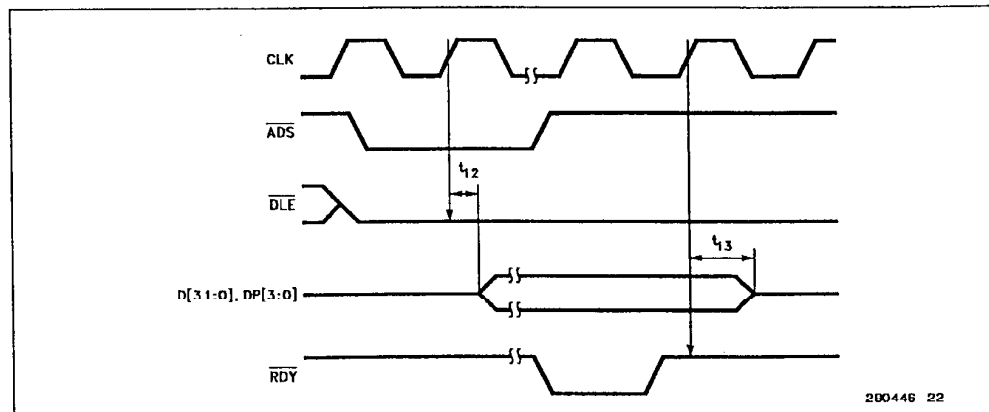 CLK
ADS
t12
DLE
t13
D[31:0], DP[3:0]
RDY
290446 22